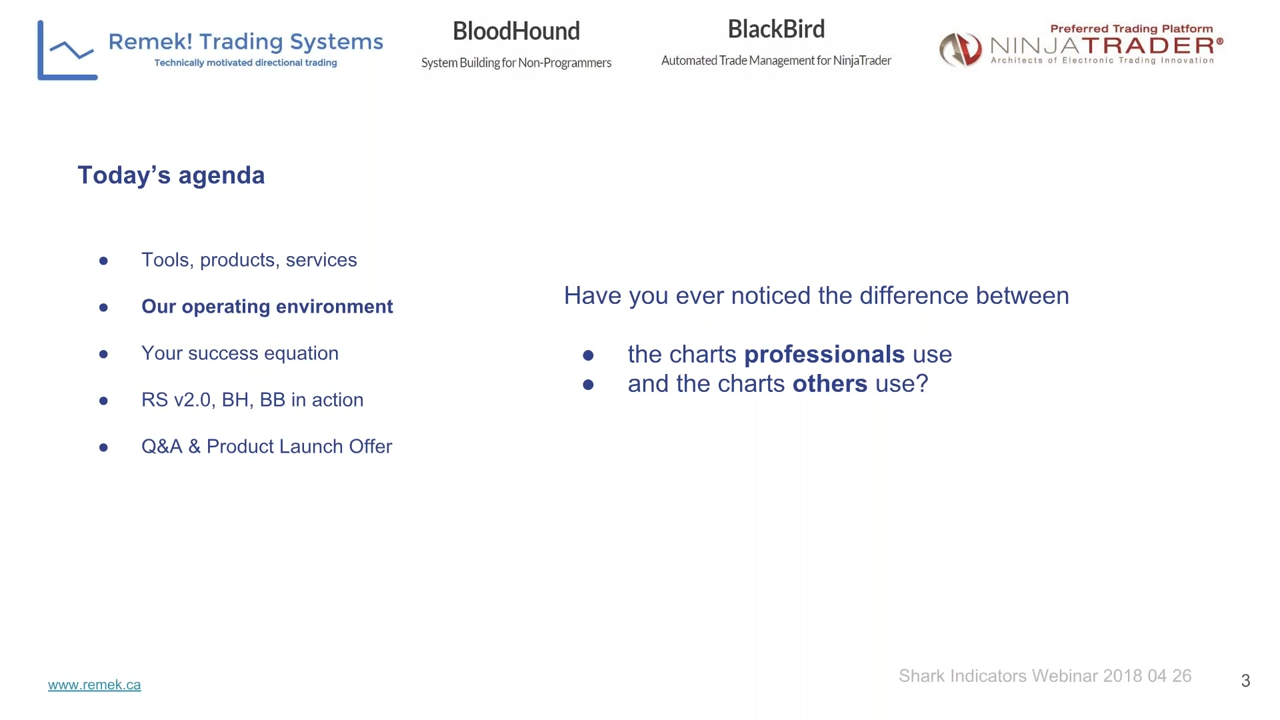 Remek! Trading Systems
Technically motivated directional trading
BloodHound
System Building for Non-Programmers
BlackBird
Automated Trade Management for NinjaTrader
Preferred Trading Platform
NINJATRADER®
Architects of Electronic Trading Innovation
Today’s agenda
● Tools, products, services
● Our operating environment
● Your success equation
● RS v2.0, BH, BB in action
● Q&A & Product Launch Offer
Have you ever noticed the difference between
● the charts professionals use
● and the charts others use?
www.remek.ca
Shark Indicators Webinar 2018 04 26
3